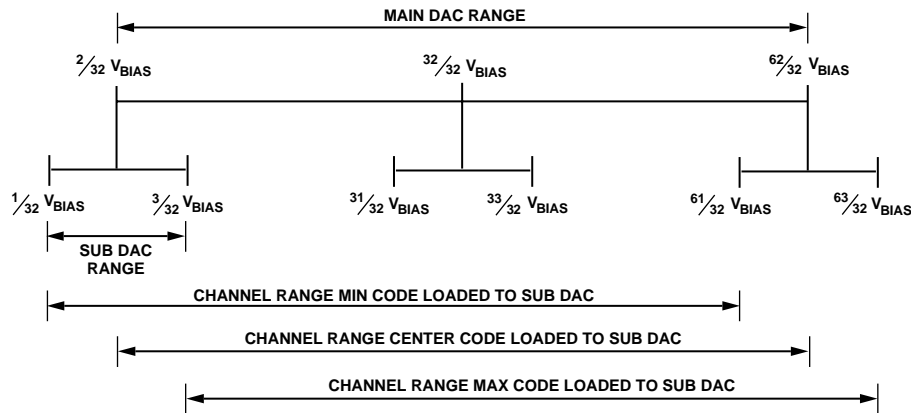 MAIN DAC RANGE
2/32 VBIAS
32/32 VBIAS
62/32 VBIAS
1/32 VBIAS
3/32 VBIAS
31/32 VBIAS
33/32 VBIAS
61/32 VBIAS
63/32 VBIAS
SUB DAC
RANGE
CHANNEL RANGE MIN CODE LOADED TO SUB DAC
CHANNEL RANGE CENTER CODE LOADED TO SUB DAC
CHANNEL RANGE MAX CODE LOADED TO SUB DAC